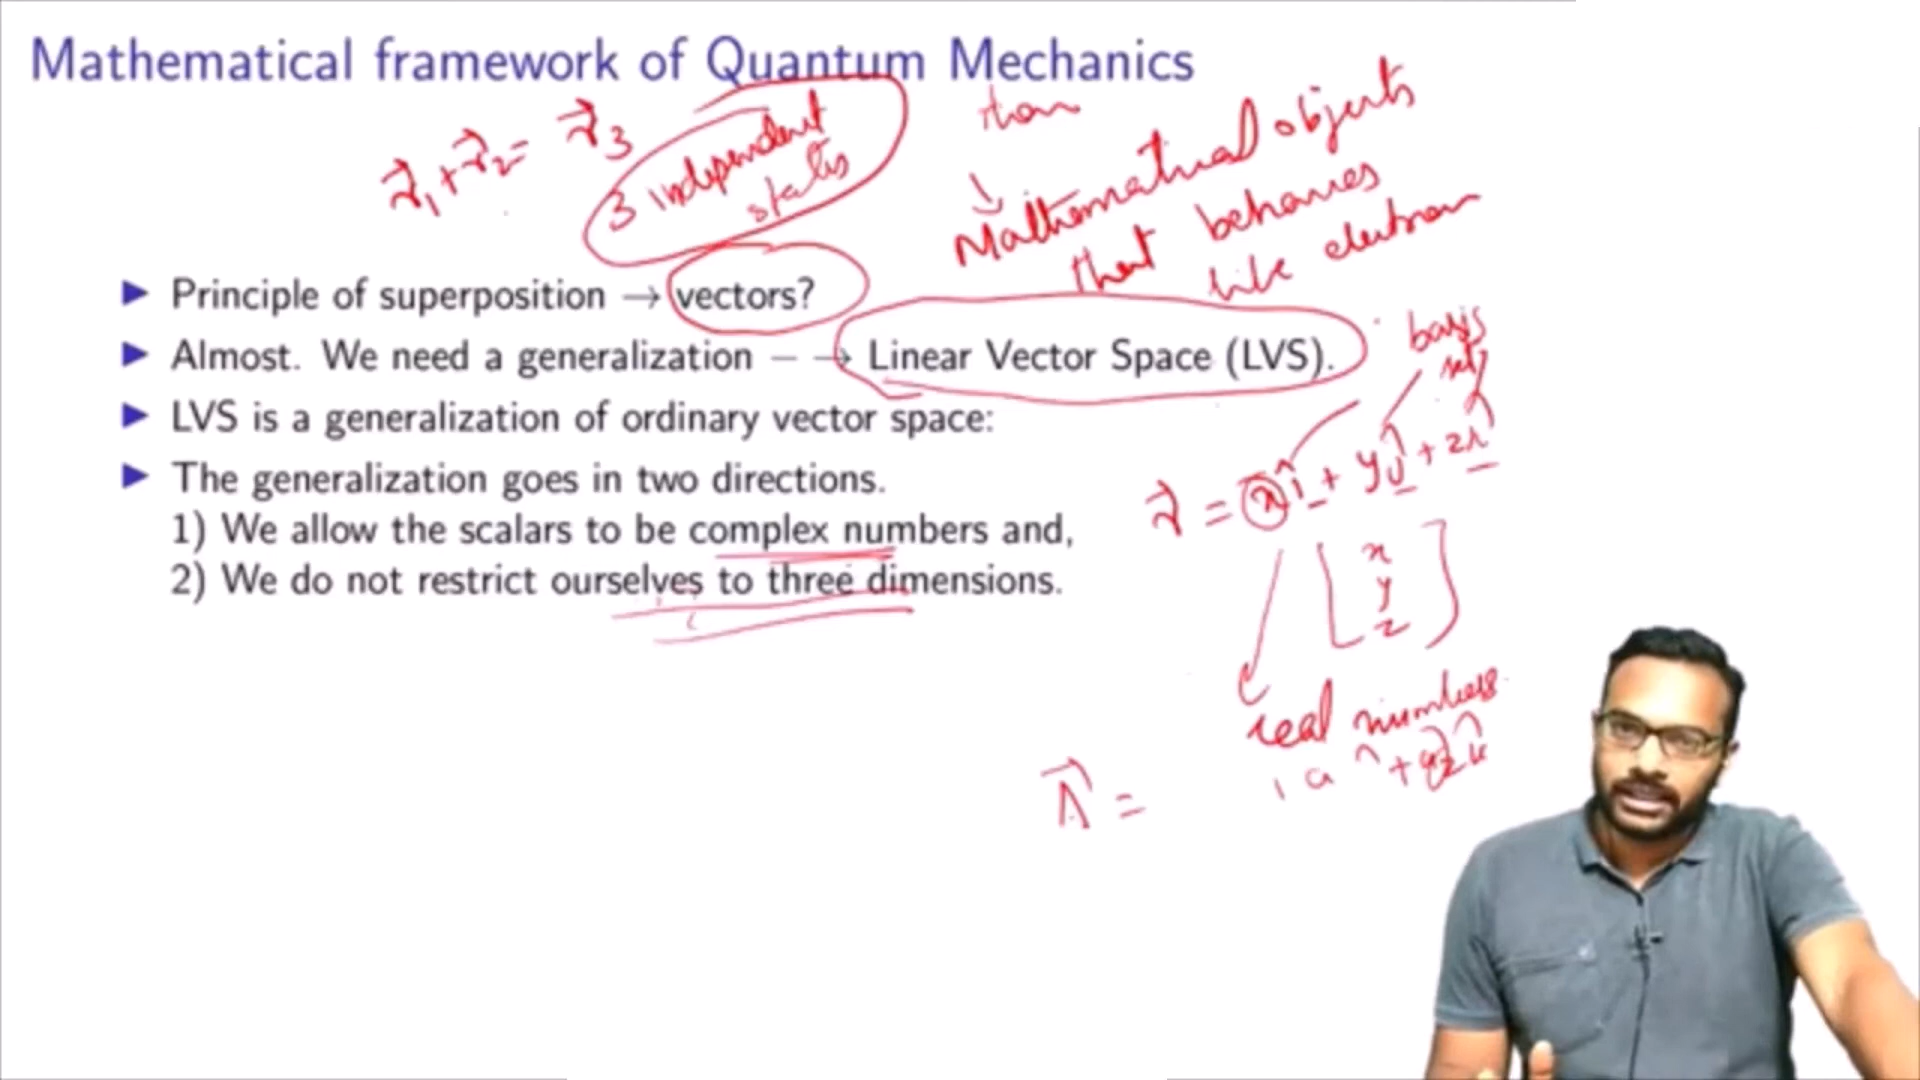 Mathematical framework of Quantum Mechanics
r⃗₁ + r⃗₂ = r⃗₃
3 independent
states
than
Mathematical objects
that behaves
like electron
▶ Principle of superposition → vectors?
▶ Almost. We need a generalization − → Linear Vector Space (LVS).
basis
set
▶ LVS is a generalization of ordinary vector space:
▶ The generalization goes in two directions.
r⃗ = x î + y ĵ + z k̂
1) We allow the scalars to be complex numbers and,
2) We do not restrict ourselves to three dimensions.
x
y
z
real numbers